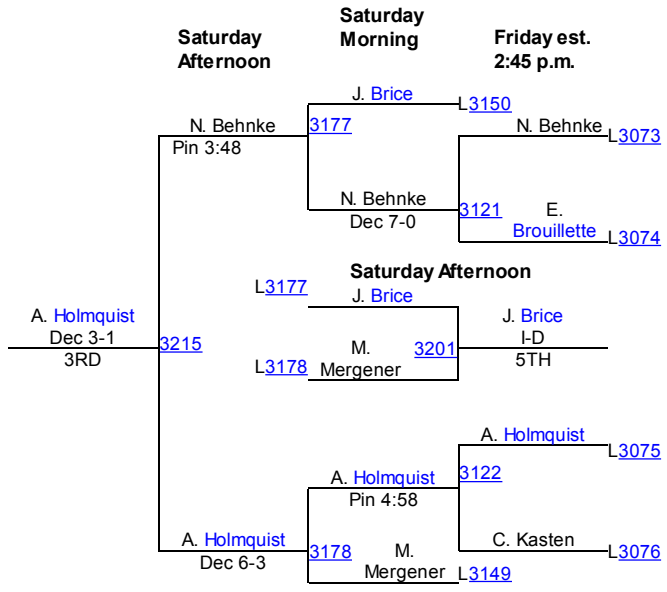 Saturday
Afternoon
Saturday
Morning
Friday est.
2:45 p.m.
J. Brice
L3150
N. Behnke
3177
N. Behnke
L3073
Pin 3:48
N. Behnke
3121
E.
Dec 7-0
Brouillette
L3074
Saturday Afternoon
L3177
J. Brice
A. Holmquist
J. Brice
Dec 3-1
3215
M.
3201
I-D
3RD
L3178
Mergener
5TH
A. Holmquist
L3075
A. Holmquist
3122
Pin 4:58
A. Holmquist
3178
M.
C. Kasten
L3076
Dec 6-3
Mergener
L3149